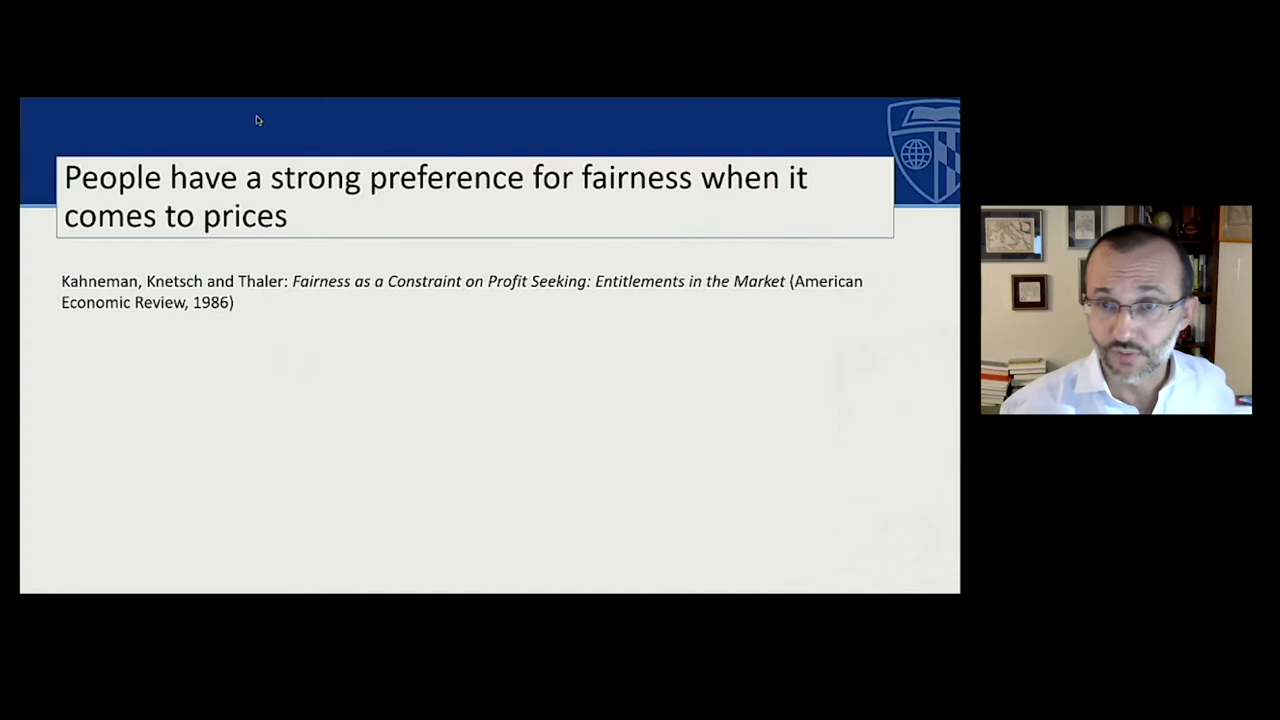 People have a strong preference for fairness when it
comes to prices
Kahneman, Knetsch and Thaler: Fairness as a Constraint on Profit Seeking: Entitlements in the Market (American
Economic Review, 1986)